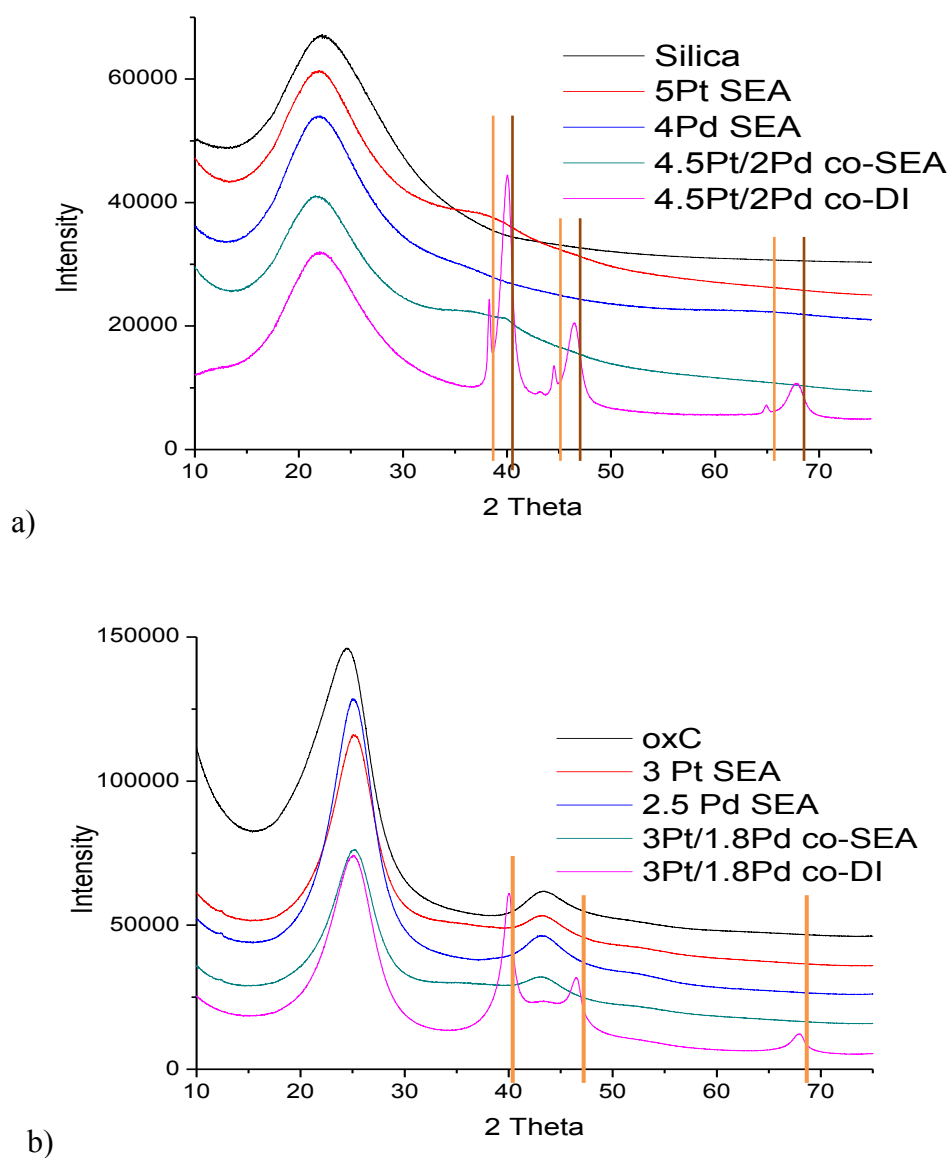 Silica
5Pt SEA
4Pd SEA
4.5Pt/2Pd co-SEA
4.5Pt/2Pd co-DI
60000
40000
20000
0
Intensity
10 20 30 40 50 60 70
2 Theta
a)
oxC
3 Pt SEA
2.5 Pd SEA
3Pt/1.8Pd co-SEA
3Pt/1.8Pd co-DI
150000
100000
50000
0
Intensity
10 20 30 40 50 60 70
2 Theta
b)